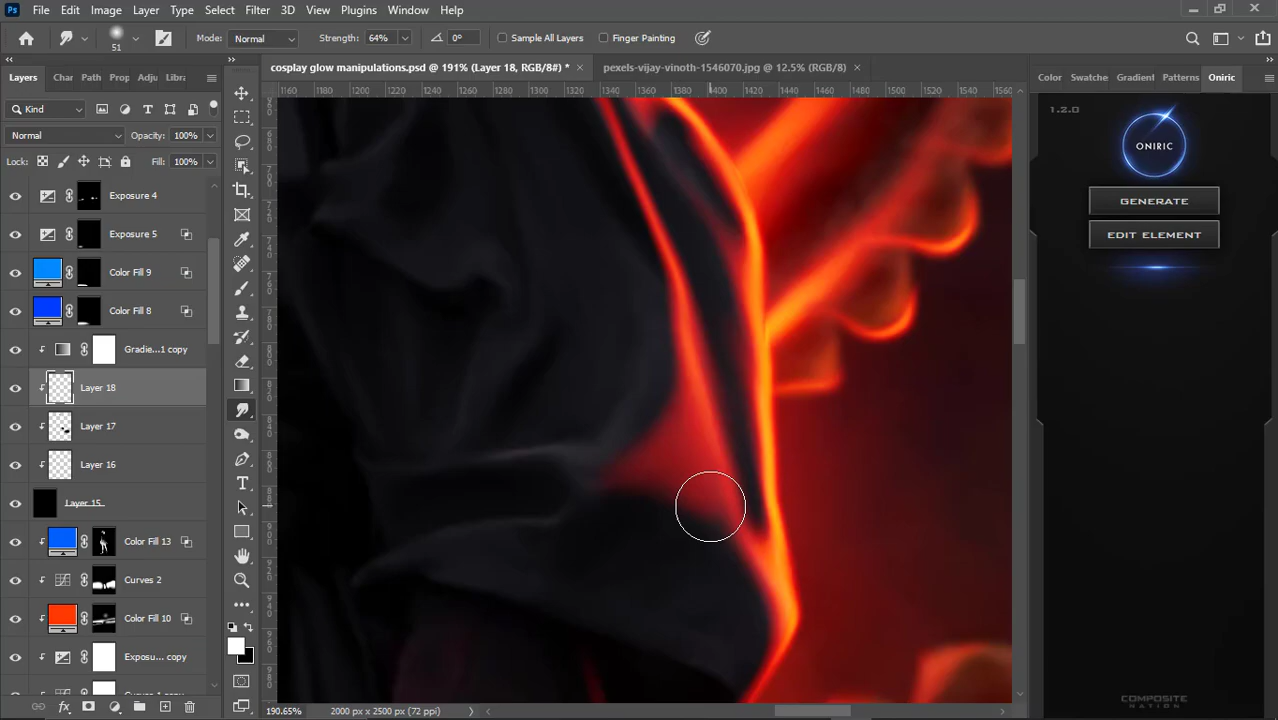 Ps File Edit Image Layer Type Select Filter 3D View Plugins Window Help
51 Mode: Normal Strength: 64% 0° Sample All Layers Finger Painting
Layers Char Path Prop Adju Libra
cosplay glow manipulations.psd @ 191% (Layer 18, RGB/8#) * × pexels-vijay-vinoth-1546070.jpg @ 12.5% (RGB/8) ×
Color Swatche Gradient Patterns Oniric
1160 1180 1200 1220 1240 1260 1280 1300 1320 1340 1360 1380 1400 1420 1440 1460 1480 1500 1520 1540 1560
Kind
1.2.0
Normal Opacity: 100%
ONIRIC
Lock: Fill: 100%
Exposure 4
GENERATE
Exposure 5
EDIT ELEMENT
Color Fill 9
Color Fill 8
Gradie...1 copy
Layer 18
Layer 17
Layer 16
Layer 15
Color Fill 13
Curves 2
Color Fill 10
Exposu... copy
Curves 1 copy
COMPOSITE
NATION
190.65% 2000 px x 2500 px (72 ppi)